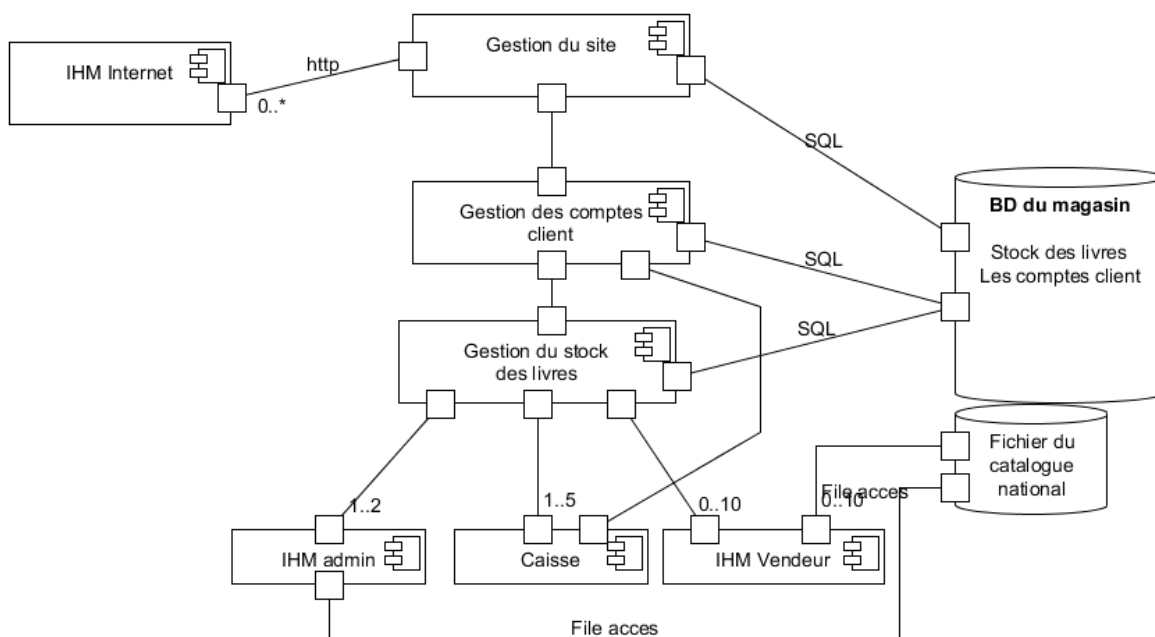 Gestion du site
IHM Internet
http
0..*
SQL
BD du magasin
Gestion des comptes
client
Stock des livres
Les comptes client
SQL
SQL
Gestion du stock
des livres
Fichier du
catalogue
national
File acces
1..2
1..5
0..10
0..10
IHM admin
Caisse
IHM Vendeur
File acces